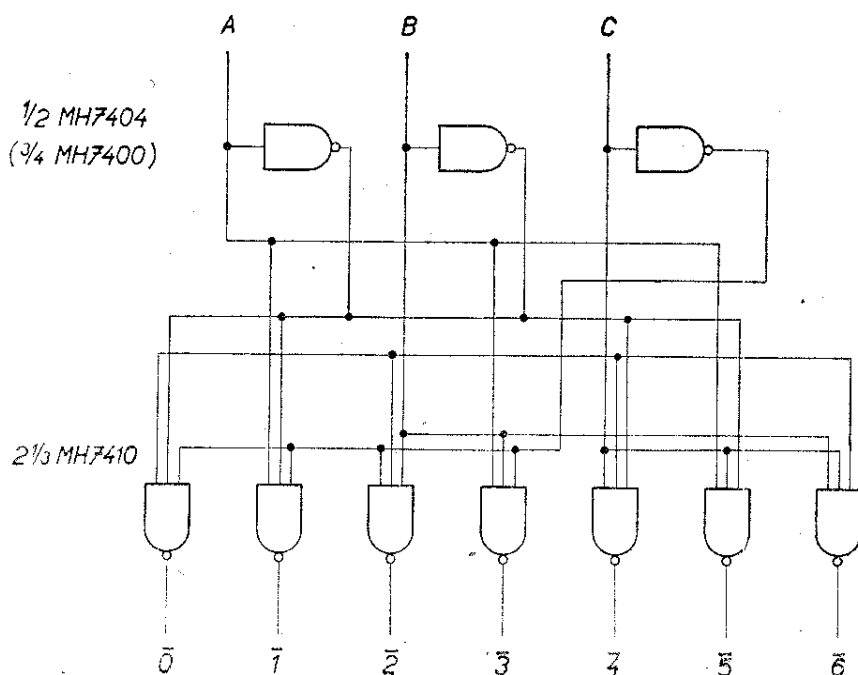 A B C
1/2 MH7404
(3/4 MH7400)
2 1/3 MH7410
0̅ 1̅ 2̅ 3̅ 4̅ 5̅ 6̅